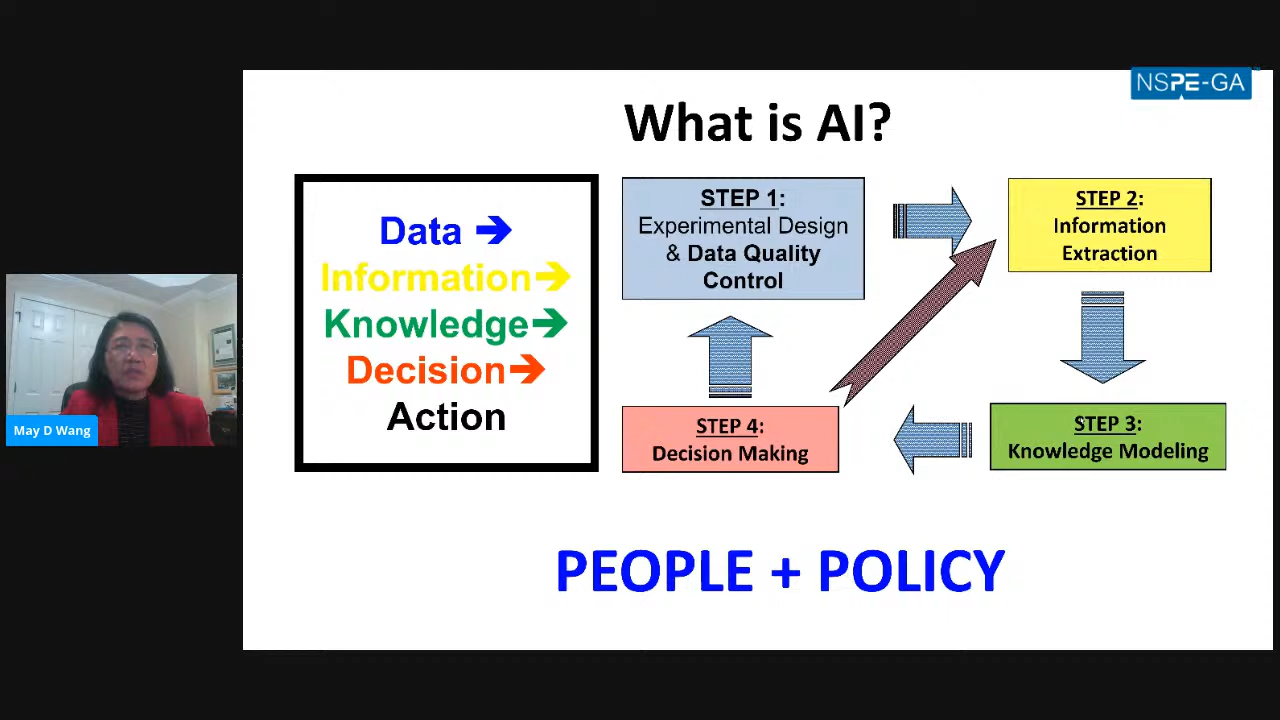 NSPE-GA
What is AI?
Data ➔
Information➔
Knowledge➔
Decision➔
Action
STEP 1:
Experimental Design
& Data Quality
Control
STEP 2:
Information
Extraction
STEP 3:
Knowledge Modeling
STEP 4:
Decision Making
PEOPLE + POLICY
May D Wang